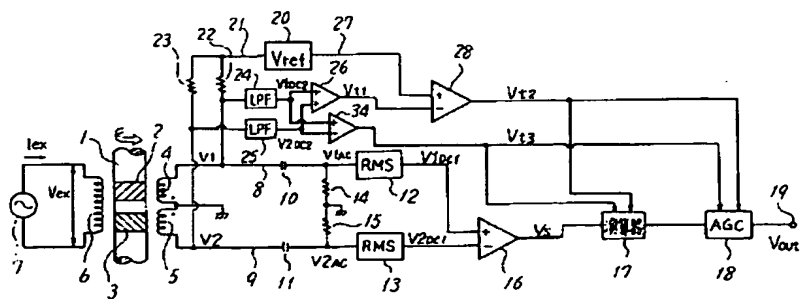 20
21 27
22 28
23
Vref
24 V1DC2 26
Vt1 Vt2
LPF
34
Vt3
LPF V2DC2
25
Iex 1 2 4
Vex
V1 8 10 V1AC RMS V1DC1
12
14
15
7 6 3 5
V2 9 11 V2AC RMS V2DC1
13
16 Vs 17
AGC
18
19
Vout